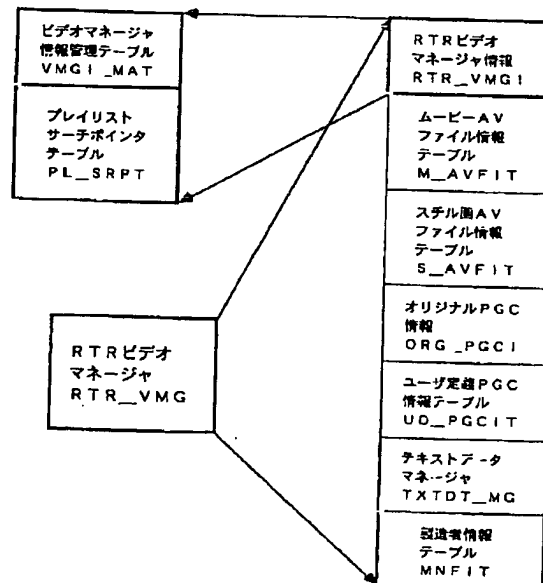 ビデオマネージャ
情報管理テーブル
VMGI_MAT
プレイリスト
サーチポインタ
テーブル
PL_SRPT
RTRビデオ
マネージャ
RTR_VMG
RTRビデオ
マネージャ情報
RTR_VMGI
ムービーAV
ファイル情報
テーブル
M_AVFIT
スチル画AV
ファイル情報
テーブル
S_AVFIT
オリジナルPGC
情報
ORG_PGCI
ユーザ定義PGC
情報テーブル
UD_PGCIT
テキストデータ
マネージャ
TXTDT_MG
製造者情報
テーブル
MNFIT